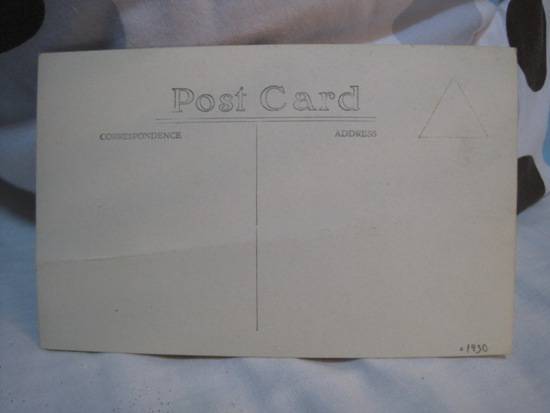 Post Card
CORRESPONDENCE
ADDRESS
c1930